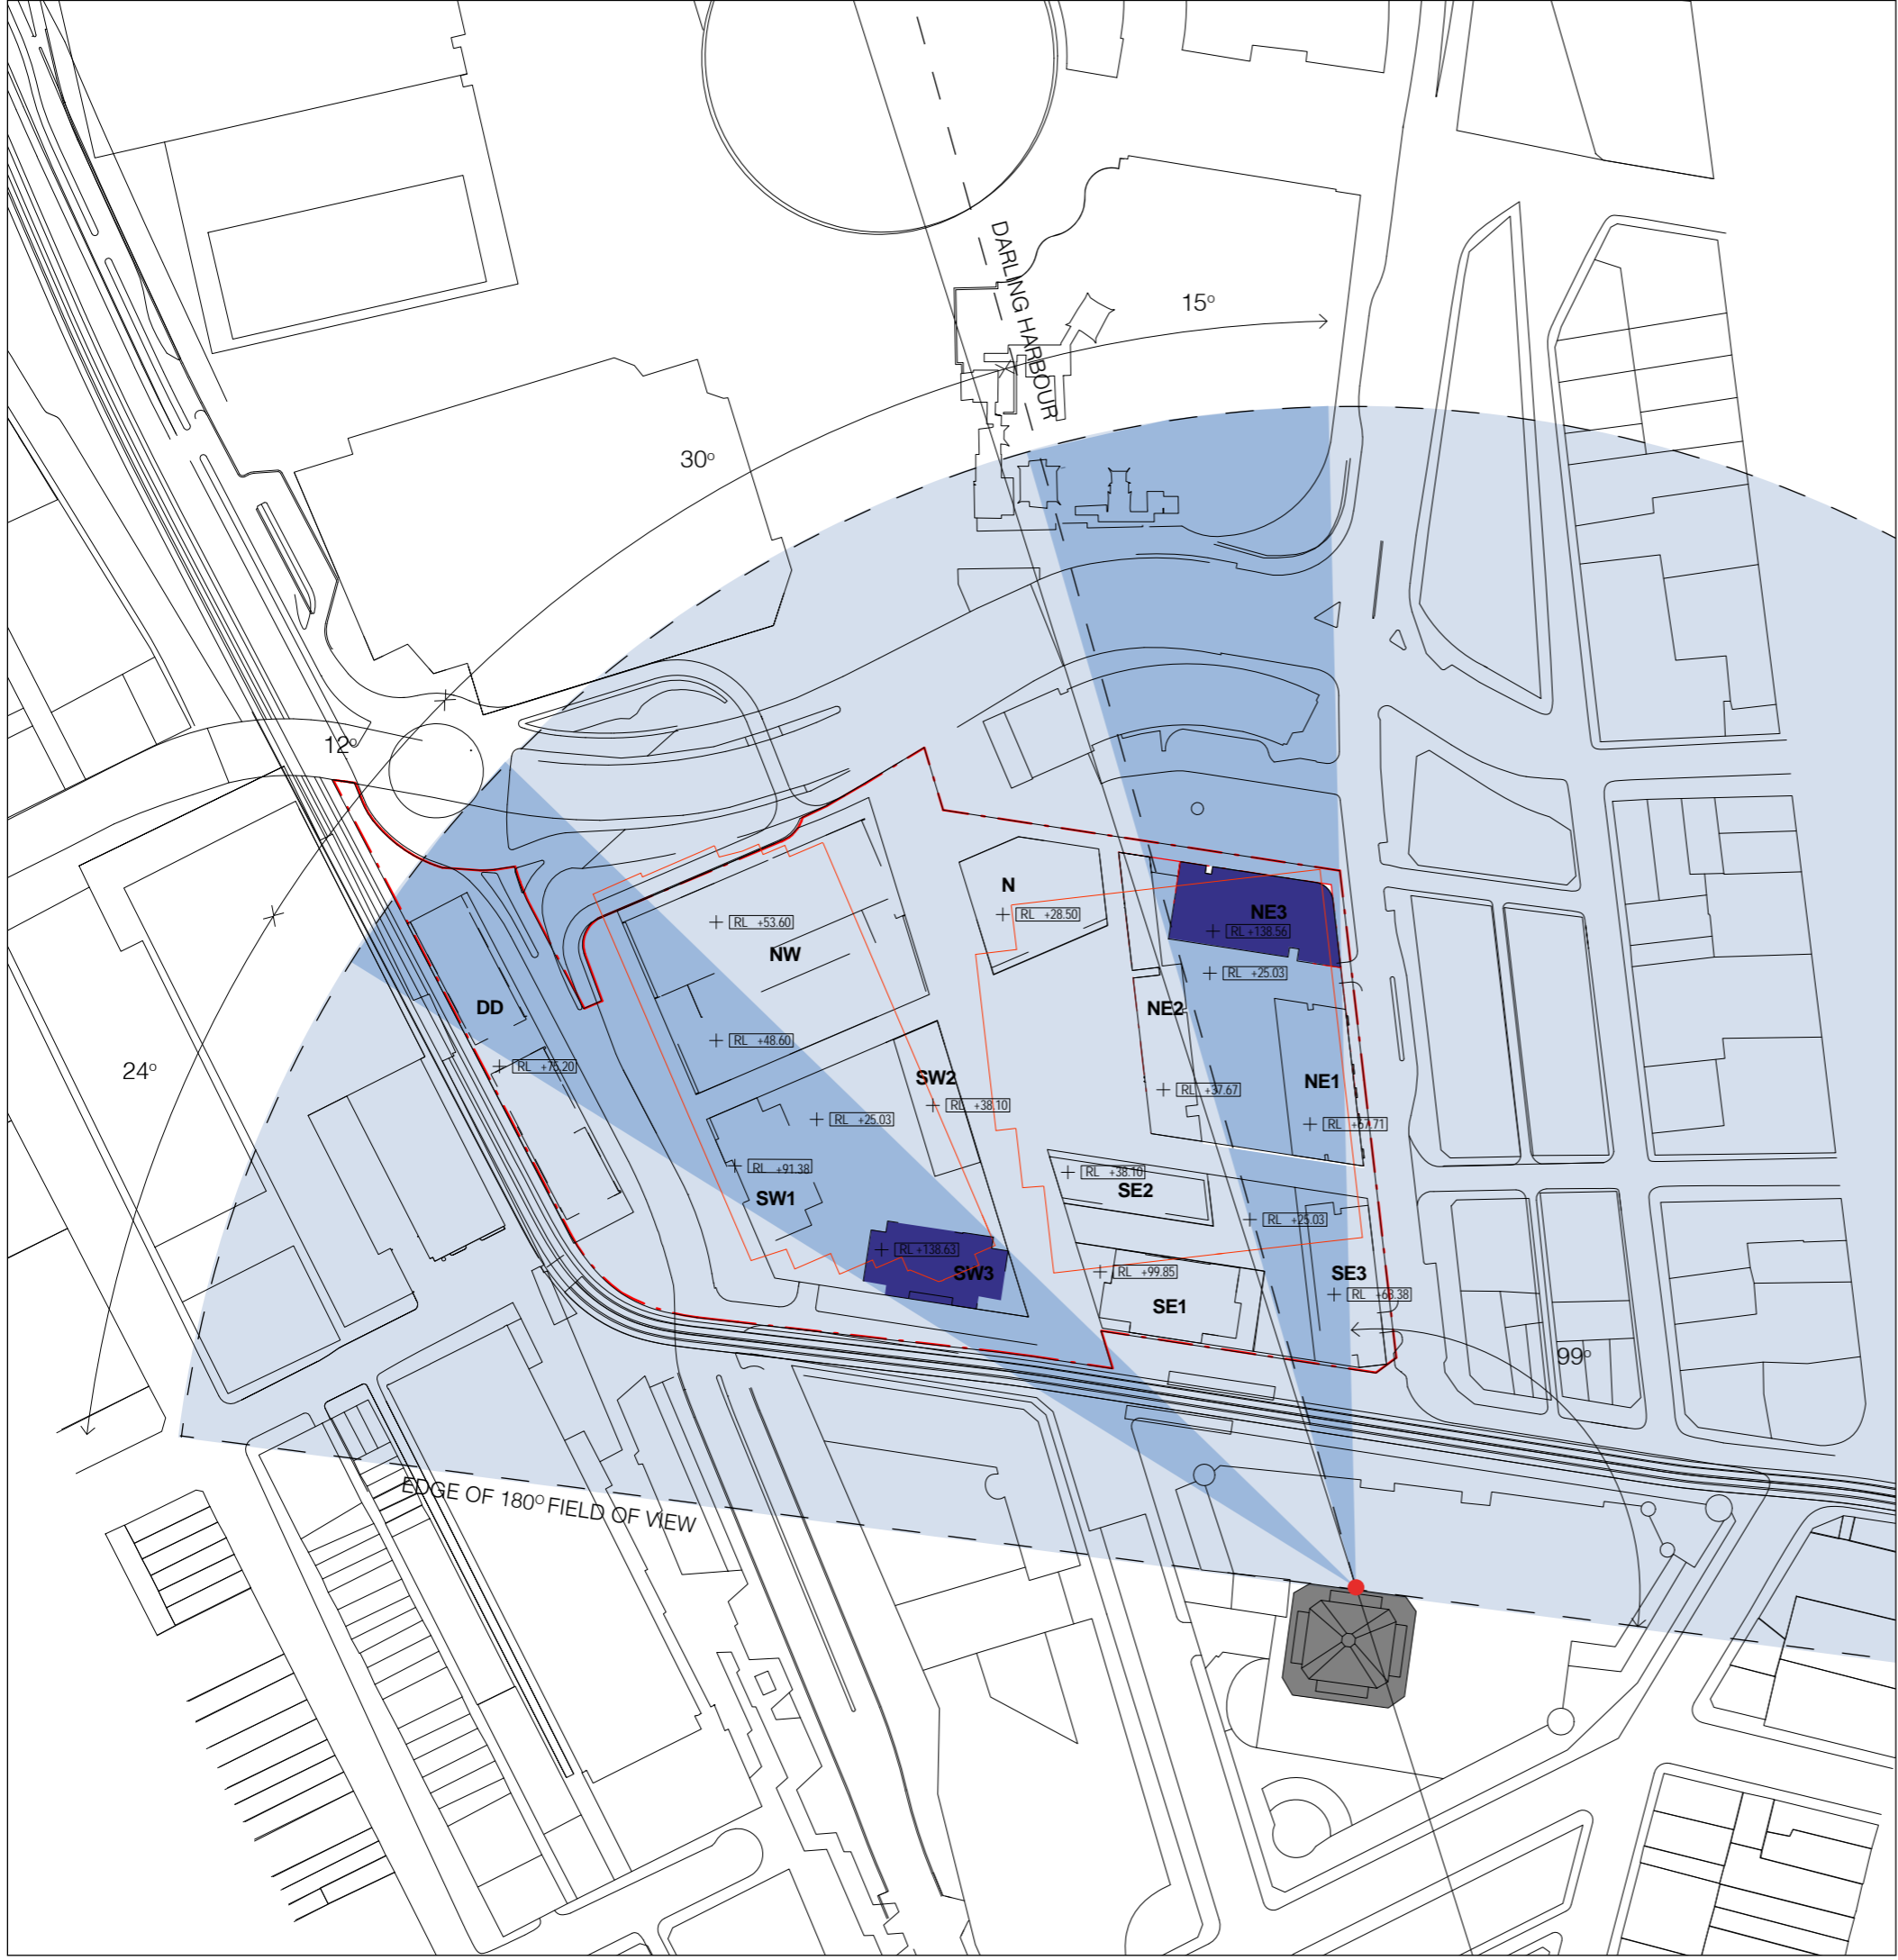 DARLING HARBOUR
15°
30°
12°
24°
N
RL +28.50
NE3
RL +138.56
RL +53.60
NW
RL +25.03
DD
NE2
RL +48.60
RL +75.20
SW2
NE1
RL +38.10
RL +37.67
RL +25.03
RL +67.71
RL +91.38
RL +38.10
SE2
SW1
RL +25.03
RL +138.63
SW3
RL +99.85
SE3
SE1
RL +63.38
99°
EDGE OF 180° FIELD OF VIEW